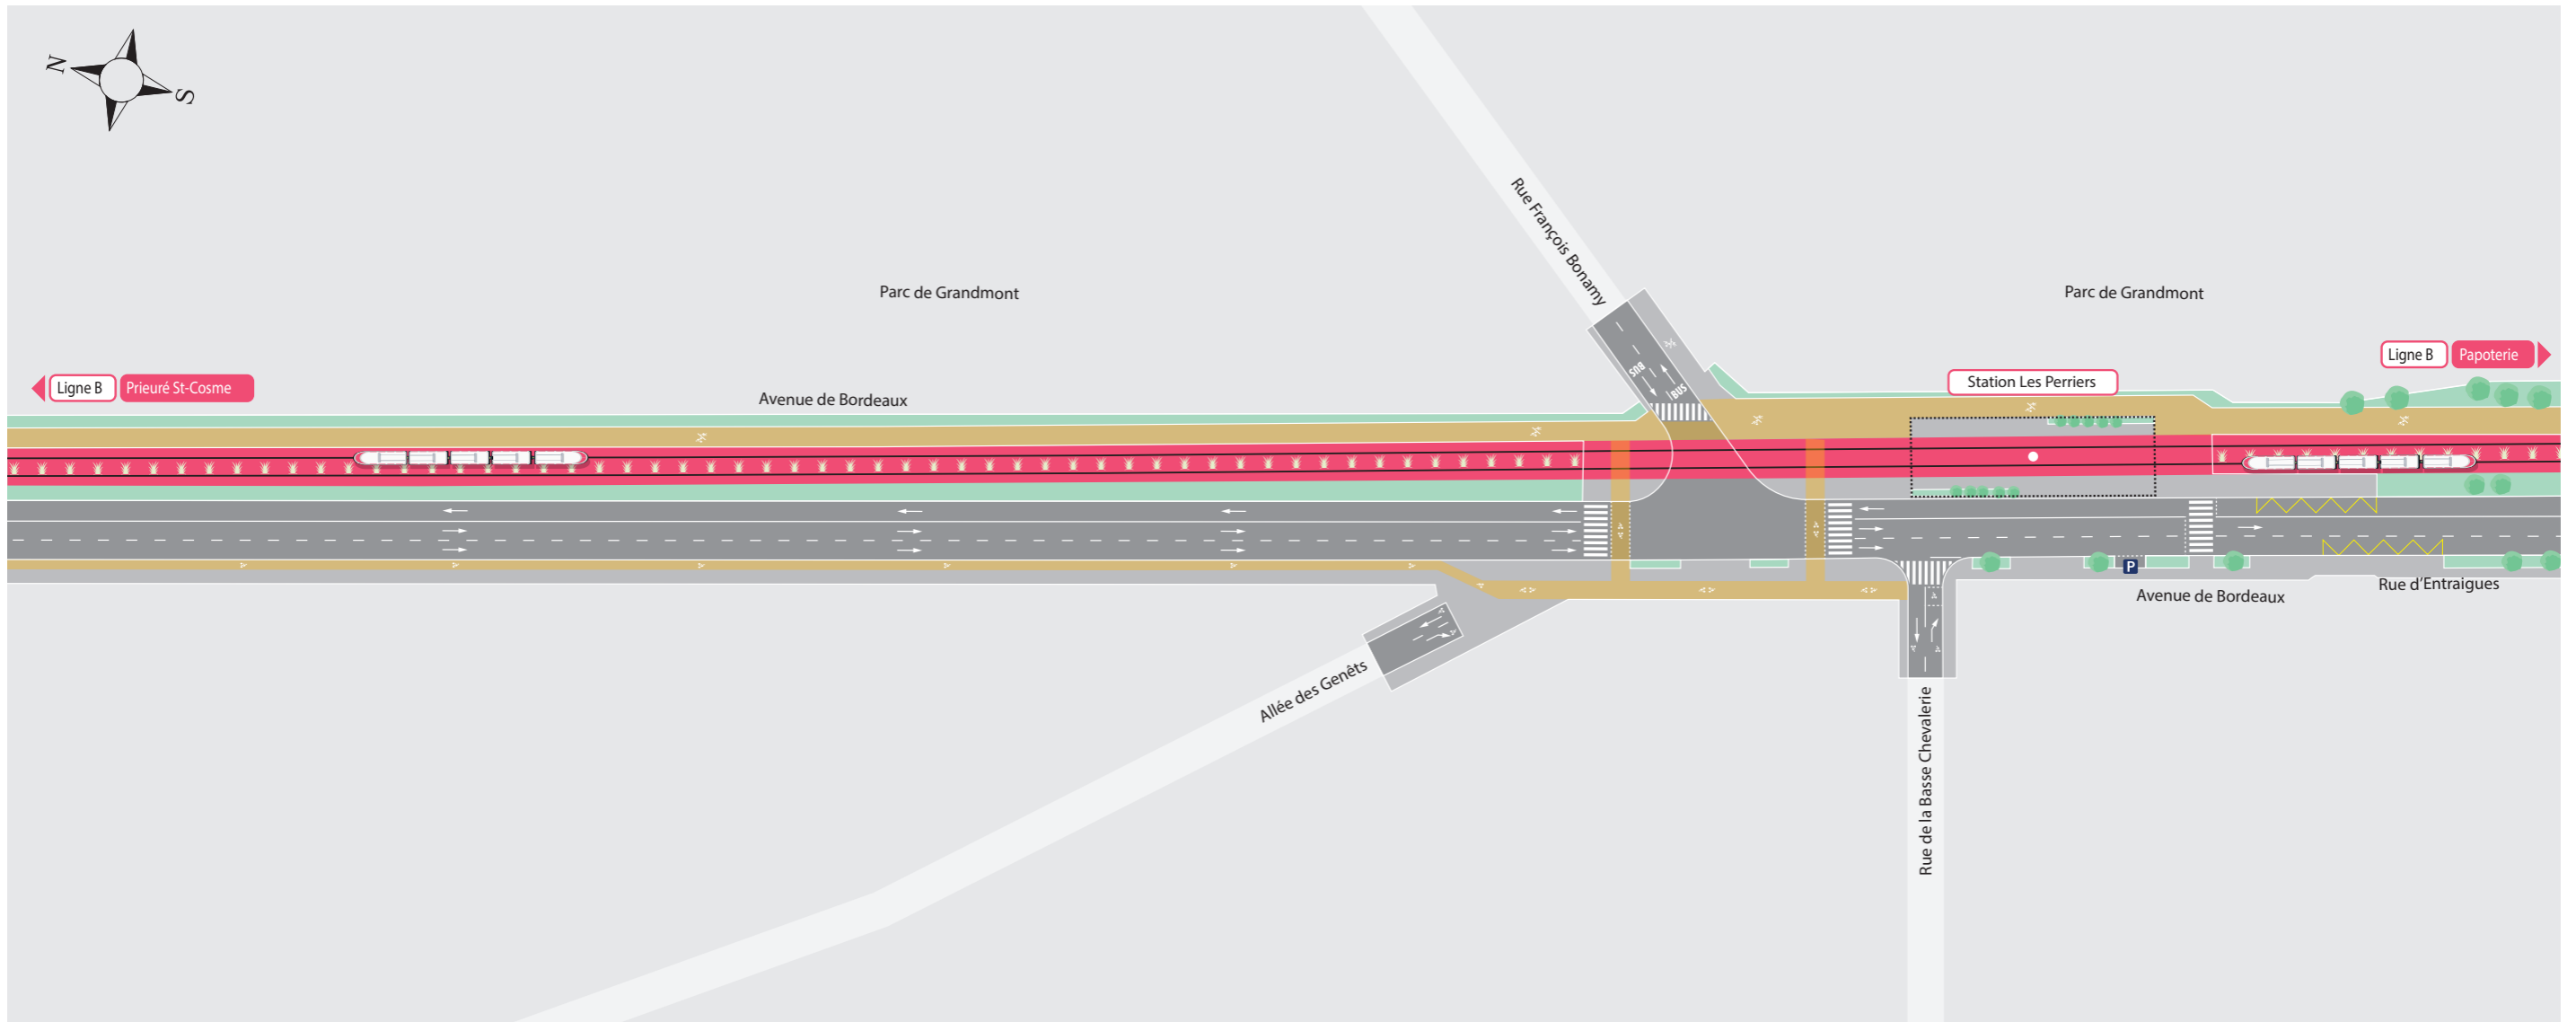 N
S
Rue François Bonamy
Parc de Grandmont
Parc de Grandmont
BUS
BUS
Ligne B Papoterie
Ligne B Prieuré St-Cosme
Station Les Perriers
Avenue de Bordeaux
P
Rue d'Entraigues
Avenue de Bordeaux
Allée des Genêts
Rue de la Basse Chevalerie